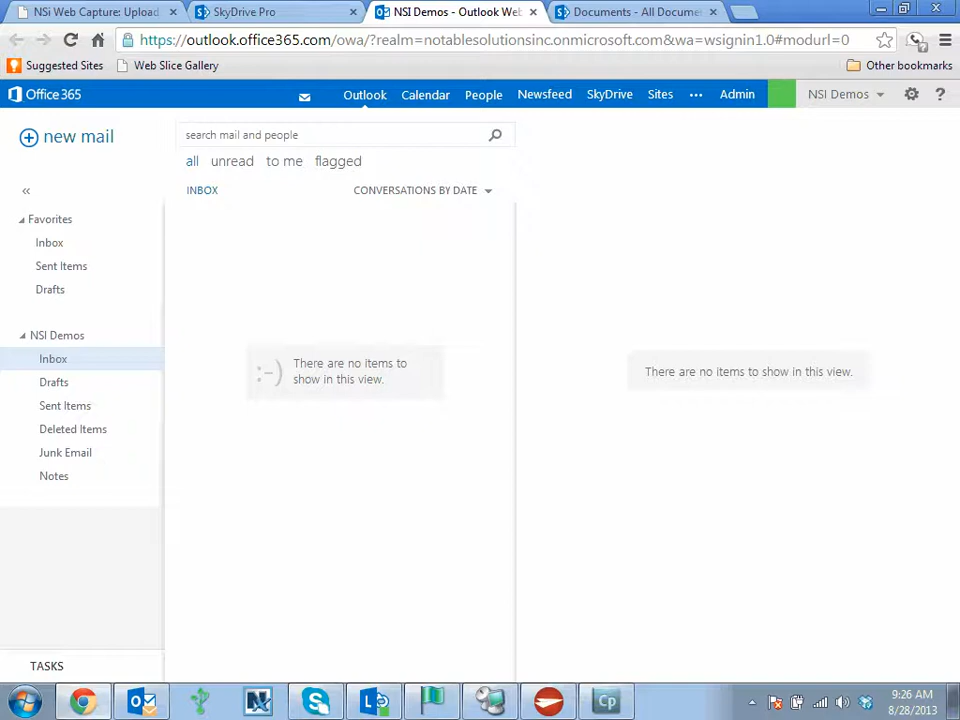 NSi Web Capture: Upload
SkyDrive Pro
NSI Demos - Outlook Web
Documents - All Docume
https://outlook.office365.com/owa/?realm=notablesolutionsinc.onmicrosoft.com&wa=wsignin1.0#modurl=0
Suggested Sites
Web Slice Gallery
Other bookmarks
Office 365
Outlook
Calendar
People
Newsfeed
SkyDrive
Sites
Admin
NSI Demos
?
new mail
search mail and people
all
unread
to me
flagged
INBOX
CONVERSATIONS BY DATE
Favorites
Inbox
Sent Items
Drafts
NSI Demos
Inbox
Drafts
Sent Items
Deleted Items
Junk Email
Notes
:-)
There are no items to
show in this view.
There are no items to show in this view.
TASKS
Cp
9:26 AM
8/28/2013